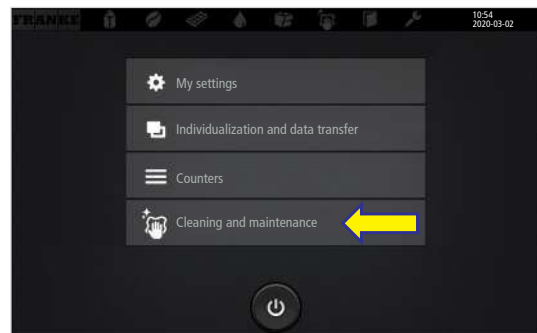 FRANKE
10:54
2020-03-02
My settings
Individualization and data transfer
Counters
Cleaning and maintenance